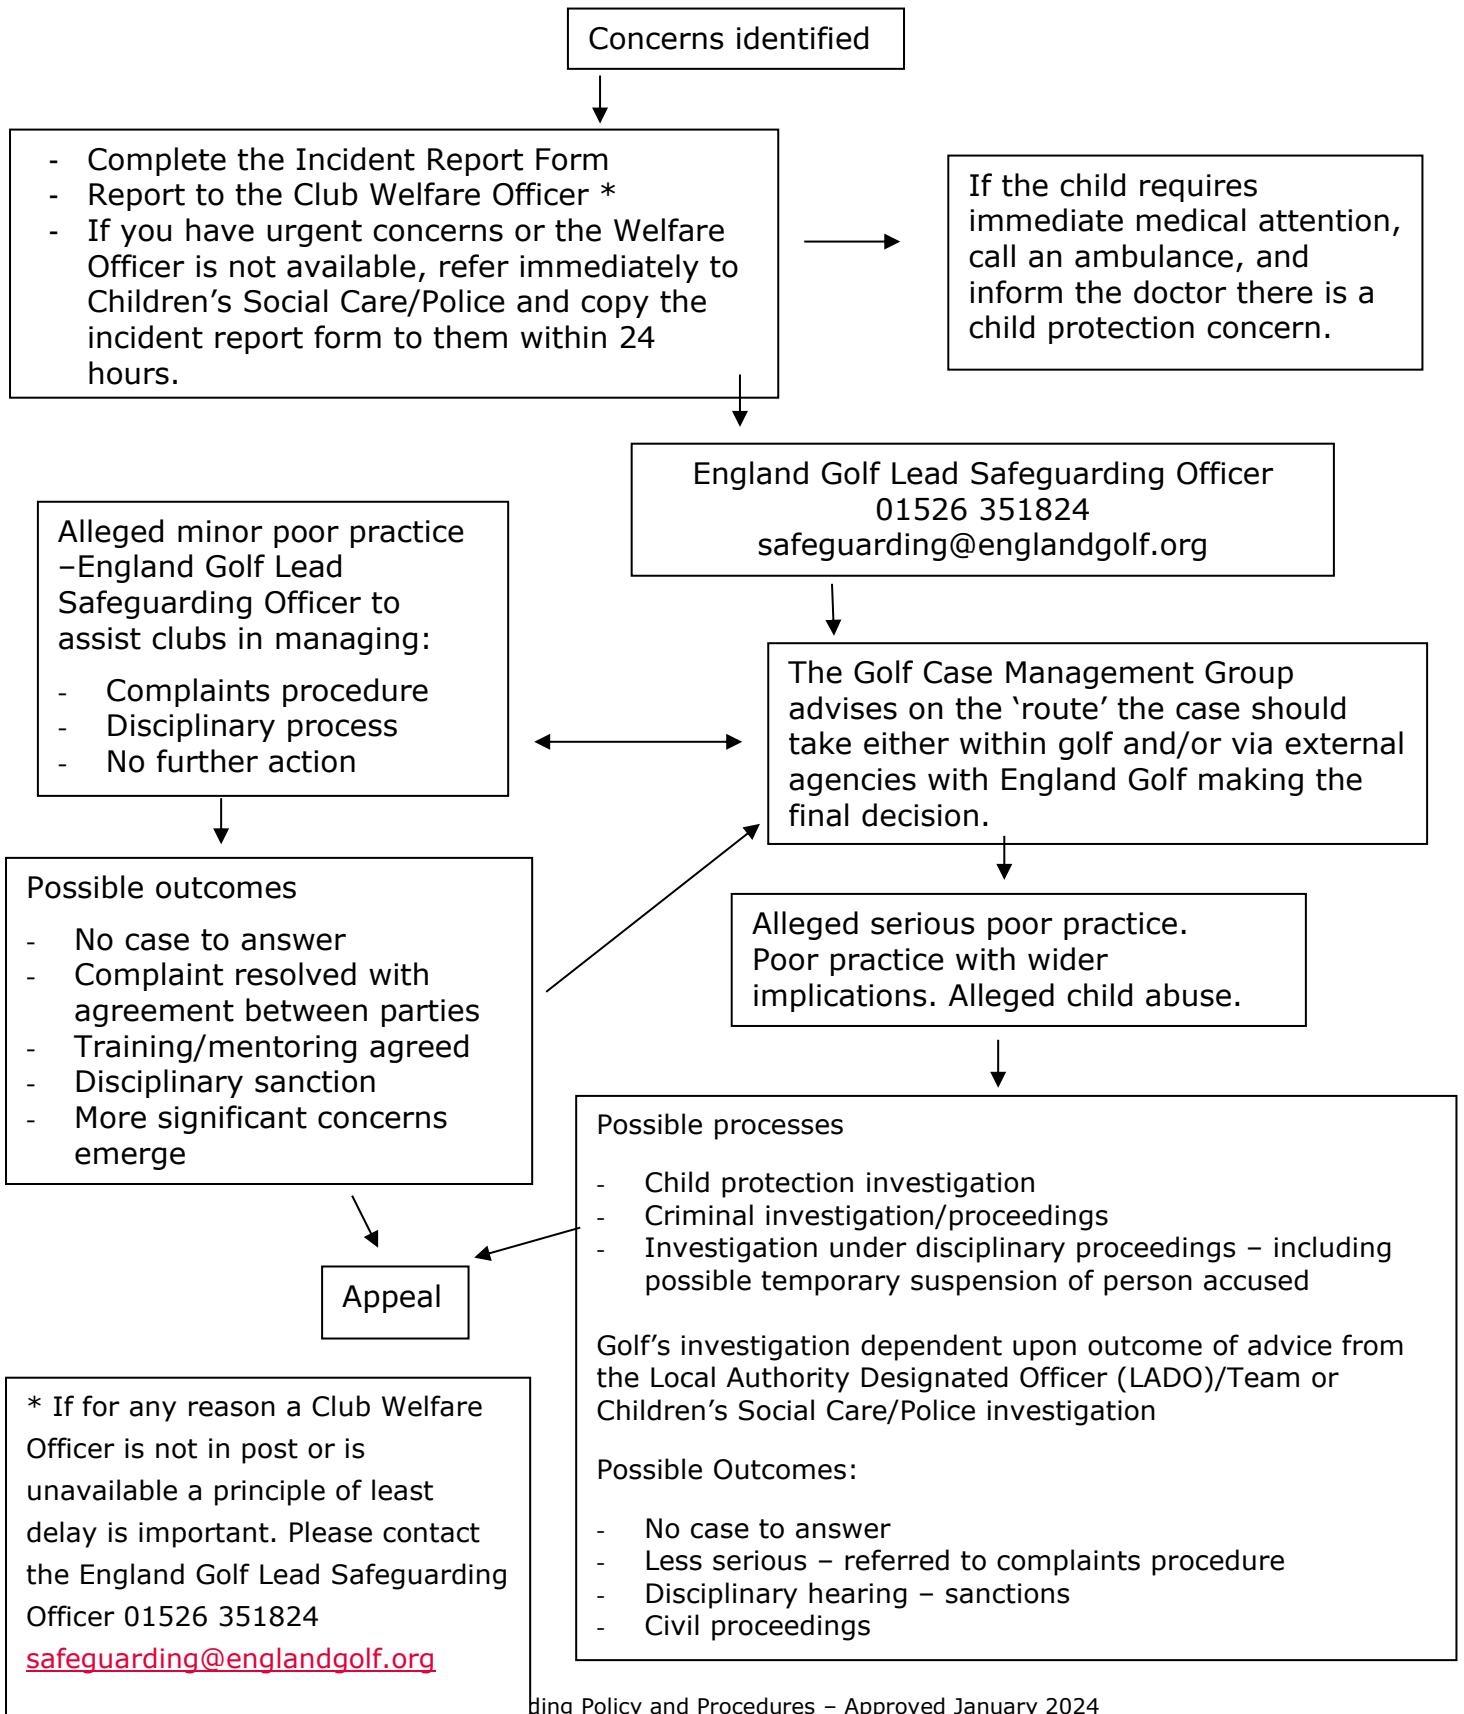 Concerns identified
- Complete the Incident Report Form
- Report to the Club Welfare Officer *
- If you have urgent concerns or the Welfare
Officer is not available, refer immediately to
Children’s Social Care/Police and copy the
incident report form to them within 24
hours.
If the child requires
immediate medical attention,
call an ambulance, and
inform the doctor there is a
child protection concern.
England Golf Lead Safeguarding Officer
01526 351824
safeguarding@englandgolf.org
Alleged minor poor practice
–England Golf Lead
Safeguarding Officer to
assist clubs in managing:
- Complaints procedure
- Disciplinary process
- No further action
The Golf Case Management Group
advises on the ‘route’ the case should
take either within golf and/or via external
agencies with England Golf making the
final decision.
Possible outcomes
- No case to answer
- Complaint resolved with
agreement between parties
- Training/mentoring agreed
- Disciplinary sanction
- More significant concerns
emerge
Alleged serious poor practice.
Poor practice with wider
implications. Alleged child abuse.
Possible processes
- Child protection investigation
- Criminal investigation/proceedings
- Investigation under disciplinary proceedings – including
possible temporary suspension of person accused
Golf’s investigation dependent upon outcome of advice from
the Local Authority Designated Officer (LADO)/Team or
Children’s Social Care/Police investigation
Possible Outcomes:
- No case to answer
- Less serious – referred to complaints procedure
- Disciplinary hearing – sanctions
- Civil proceedings
Appeal
* If for any reason a Club Welfare
Officer is not in post or is
unavailable a principle of least
delay is important. Please contact
the England Golf Lead Safeguarding
Officer 01526 351824
safeguarding@englandgolf.org
ding Policy and Procedures – Approved January 2024